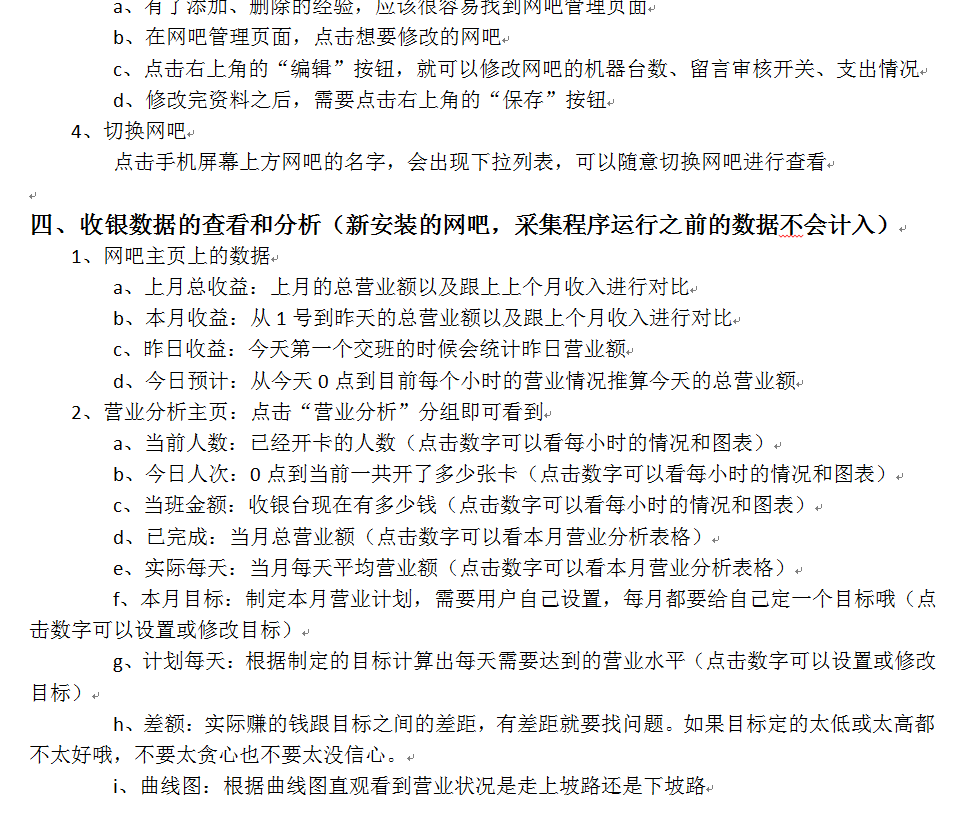 a、有了添加、删除的经验，应该很容易找到网吧管理页面
b、在网吧管理页面，点击想要修改的网吧
c、点击右上角的“编辑”按钮，就可以修改网吧的机器台数、留言审核开关、支出情况
d、修改完资料之后，需要点击右上角的“保存”按钮
4、切换网吧
点击手机屏幕上方网吧的名字，会出现下拉列表，可以随意切换网吧进行查看
四、收银数据的查看和分析（新安装的网吧，采集程序运行之前的数据不会计入）
1、网吧主页上的数据
a、上月总收益：上月的总营业额以及跟上上个月收入进行对比
b、本月收益：从 1 号到昨天的总营业额以及跟上个月收入进行对比
c、昨日收益：今天第一个交班的时候会统计昨日营业额
d、今日预计：从今天 0 点到目前每个小时的营业情况推算今天的总营业额
2、营业分析主页：点击“营业分析”分组即可看到
a、当前人数：已经开卡的人数（点击数字可以看每小时的情况和图表）
b、今日人次：0 点到当前一共开了多少张卡（点击数字可以看每小时的情况和图表）
c、当班金额：收银台现在有多少钱（点击数字可以看每小时的情况和图表）
d、已完成：当月总营业额（点击数字可以看本月营业分析表格）
e、实际每天：当月每天平均营业额（点击数字可以看本月营业分析表格）
f、本月目标：制定本月营业计划，需要用户自己设置，每月都要给自己定一个目标哦（点
击数字可以设置或修改目标）
g、计划每天：根据制定的目标计算出每天需要达到的营业水平（点击数字可以设置或修改
目标）
h、差额：实际赚的钱跟目标之间的差距，有差距就要找问题。如果目标定的太低或太高都
不太好哦，不要太贪心也不要太没信心。
i、曲线图：根据曲线图直观看到营业状况是走上坡路还是下坡路